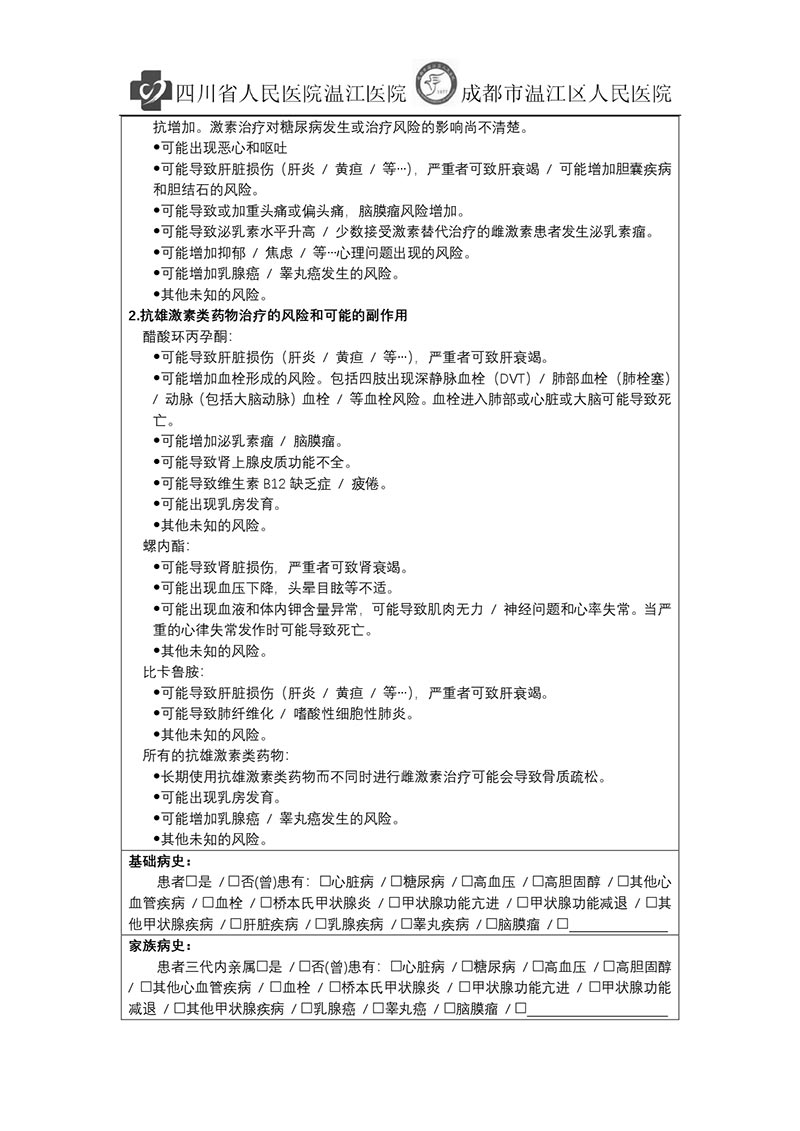 四川省人民医院温江医院 成都市温江区人民医院
抗增加。激素治疗对糖尿病发生或治疗风险的影响尚不清楚。
●可能出现恶心和呕吐
●可能导致肝脏损伤（肝炎 / 黄疸 / 等…），严重者可致肝衰竭 / 可能增加胆囊疾病
和胆结石的风险。
●可能导致或加重头痛或偏头痛，脑膜瘤风险增加。
●可能导致泌乳素水平升高 / 少数接受激素替代治疗的雌激素患者发生泌乳素瘤。
●可能增加抑郁 / 焦虑 / 等…心理问题出现的风险。
●可能增加乳腺癌 / 睾丸癌发生的风险。
●其他未知的风险。
2.抗雄激素类药物治疗的风险和可能的副作用
醋酸环丙孕酮：
●可能导致肝脏损伤（肝炎 / 黄疸 / 等…），严重者可致肝衰竭。
●可能增加血栓形成的风险。包括四肢出现深静脉血栓（DVT）/ 肺部血栓（肺栓塞）
/ 动脉（包括大脑动脉）血栓 / 等血栓风险。血栓进入肺部或心脏或大脑可能导致死
亡。
●可能增加泌乳素瘤 / 脑膜瘤。
●可能导致肾上腺皮质功能不全。
●可能导致维生素 B12 缺乏症 / 疲倦。
●可能出现乳房发育。
●其他未知的风险。
螺内酯：
●可能导致肾脏损伤，严重者可致肾衰竭。
●可能出现血压下降，头晕目眩等不适。
●可能出现血液和体内钾含量异常，可能导致肌肉无力 / 神经问题和心率失常。当严
重的心律失常发作时可能导致死亡。
●其他未知的风险。
比卡鲁胺：
●可能导致肝脏损伤（肝炎 / 黄疸 / 等…），严重者可致肝衰竭。
●可能导致肺纤维化 / 嗜酸性细胞性肺炎。
●其他未知的风险。
所有的抗雄激素类药物：
●长期使用抗雄激素类药物而不同时进行雌激素治疗可能会导致骨质疏松。
●可能出现乳房发育。
●可能增加乳腺癌 / 睾丸癌发生的风险。
●其他未知的风险。
基础病史：
患者□是 / □否(曾)患有：□心脏病 / □糖尿病 / □高血压 / □高胆固醇 / □其他心
血管疾病 / □血栓 / □桥本氏甲状腺炎 / □甲状腺功能亢进 / □甲状腺功能减退 / □其
他甲状腺疾病 / □肝脏疾病 / □乳腺疾病 / □睾丸疾病 / □脑膜瘤 / □______________
家族病史：
患者三代内亲属□是 / □否(曾)患有：□心脏病 / □糖尿病 / □高血压 / □高胆固醇
/ □其他心血管疾病 / □血栓 / □桥本氏甲状腺炎 / □甲状腺功能亢进 / □甲状腺功能
减退 / □其他甲状腺疾病 / □乳腺癌 / □睾丸癌 / □脑膜瘤 / □____________________